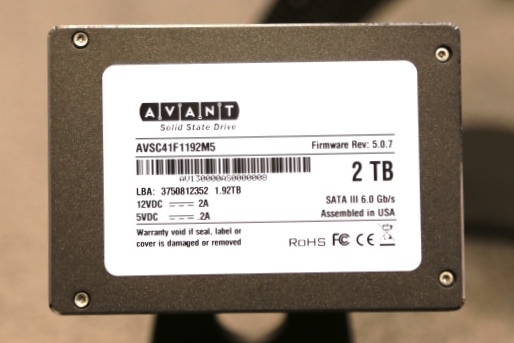 AVANT
Solid State Drive
AVSC41F1192M5 Firmware Rev: 5.0.7
AV130000AS0000008
2 TB
LBA: 3750812352 1.92TB
12VDC 2A SATA III 6.0 Gb/s
5VDC .2A Assembled in USA
Warranty void if seal, label or
cover is damaged or removed
RoHS FC CE